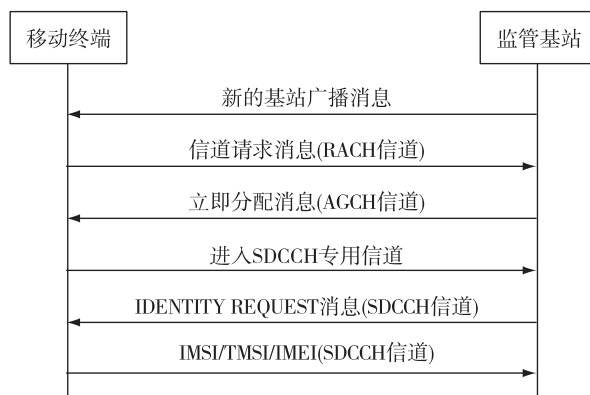 移动终端
监管基站
新的基站广播消息
信道请求消息(RACH信道)
立即分配消息(AGCH信道)
进入SDCCH专用信道
IDENTITY REQUEST消息(SDCCH信道)
IMSI/TMSI/IMEI(SDCCH信道)